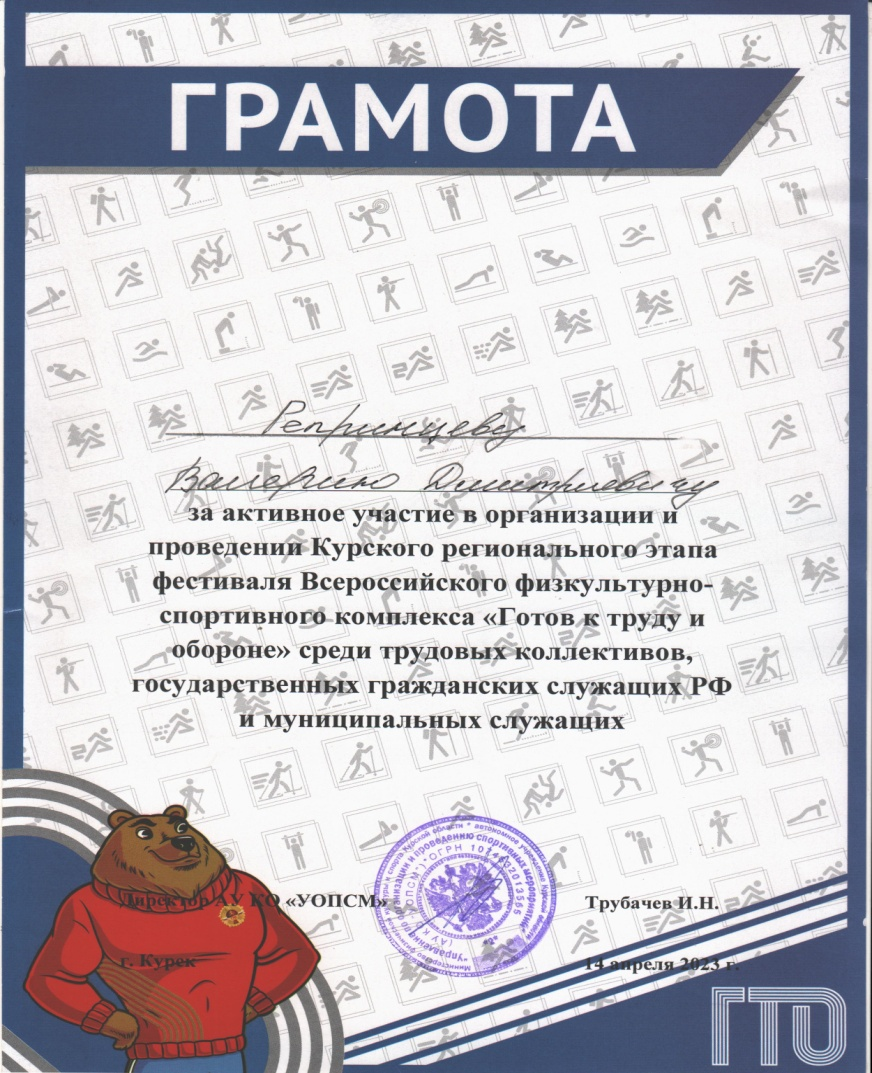 ГРАМОТА
Репринцеву
Валерию Дмитриевичу
за активное участие в организации и
проведении Курского регионального этапа
фестиваля Всероссийского физкультурно-
спортивного комплекса «Готов к труду и
обороне» среди трудовых коллективов,
государственных гражданских служащих РФ
и муниципальных служащих
Директор АУ КО «УОПСМ»
Трубачев И.Н.
г. Курск
14 апреля 2023 г.
ГТО